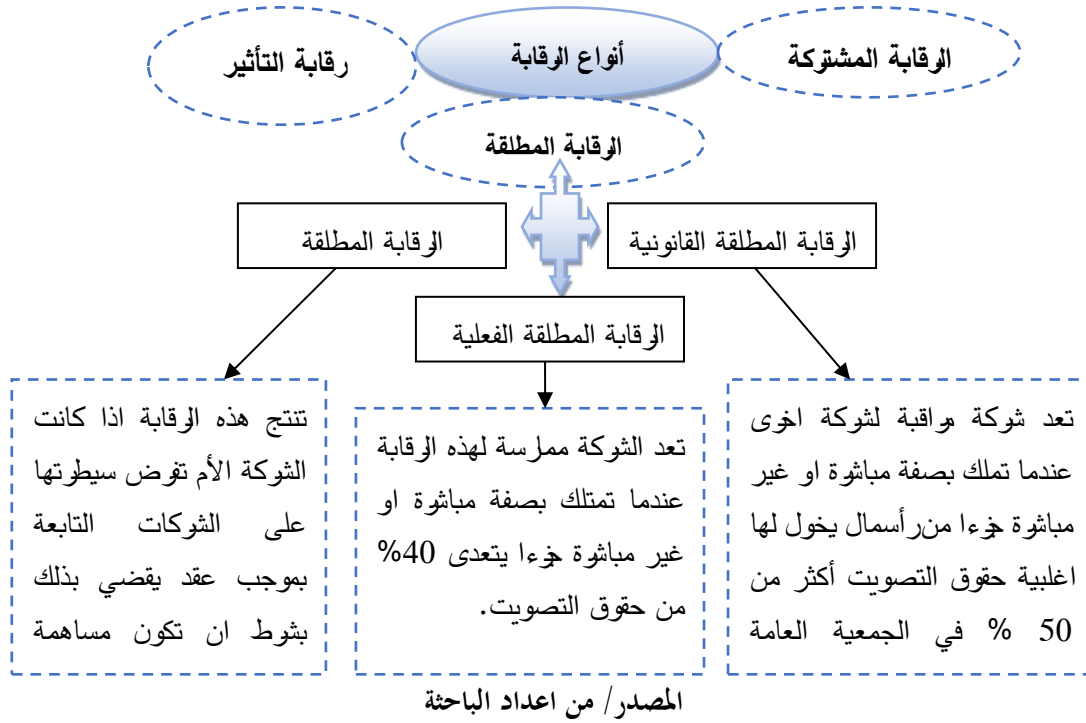 الرقابة المشتركة
أنواع الرقابة
رقابة التأثير
الرقابة المطلقة
الرقابة المطلقة القانونية
الرقابة المطلقة
الرقابة المطلقة الفعلية
تعد شركة مراقبة لشركة اخرى
عندما تملك بصفة مباشرة او غير
مباشرة جزءا من رأسمال يخول لها
اغلبية حقوق التصويت أكثر من
50 % في الجمعية العامة
تعد الشركة ممارسة لهذه الرقابة
عندما تمتلك بصفة مباشرة او
غير مباشرة جزءا يتعدى 40%
من حقوق التصويت.
تنتج هذه الرقابة اذا كانت
الشركة الأم تفرض سيطرتها
على الشركات التابعة
بموجب عقد يقضي بذلك
بشرط ان تكون مساهمة
المصدر/ من اعداد الباحثة